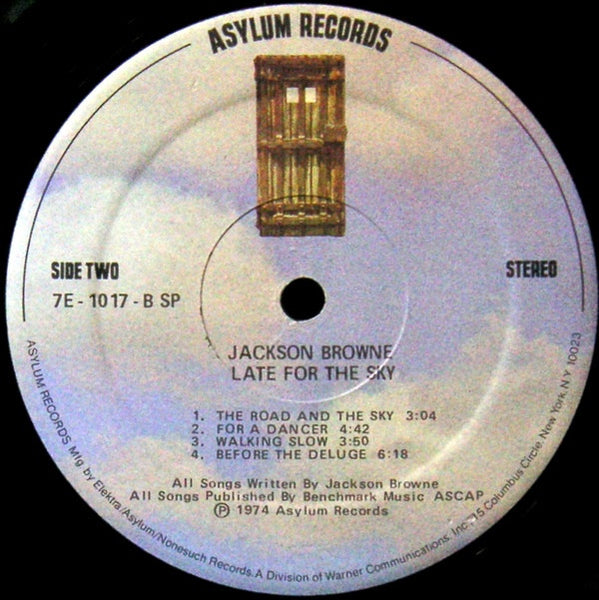 ASYLUM RECORDS
SIDE TWO
STEREO
7E - 1017 - B SP
JACKSON BROWNE
LATE FOR THE SKY
1. THE ROAD AND THE SKY 3:04
2. FOR A DANCER 4:42
3. WALKING SLOW 3:50
4. BEFORE THE DELUGE 6:18
All Songs Written By Jackson Browne
All Songs Published By Benchmark Music ASCAP
Ⓟ 1974 Asylum Records
ASYLUM RECORDS Mfg. by Elektra/Asylum/Nonesuch Records. A Division of Warner Communications, Inc. 15 Columbus Circle, New York N Y 10023